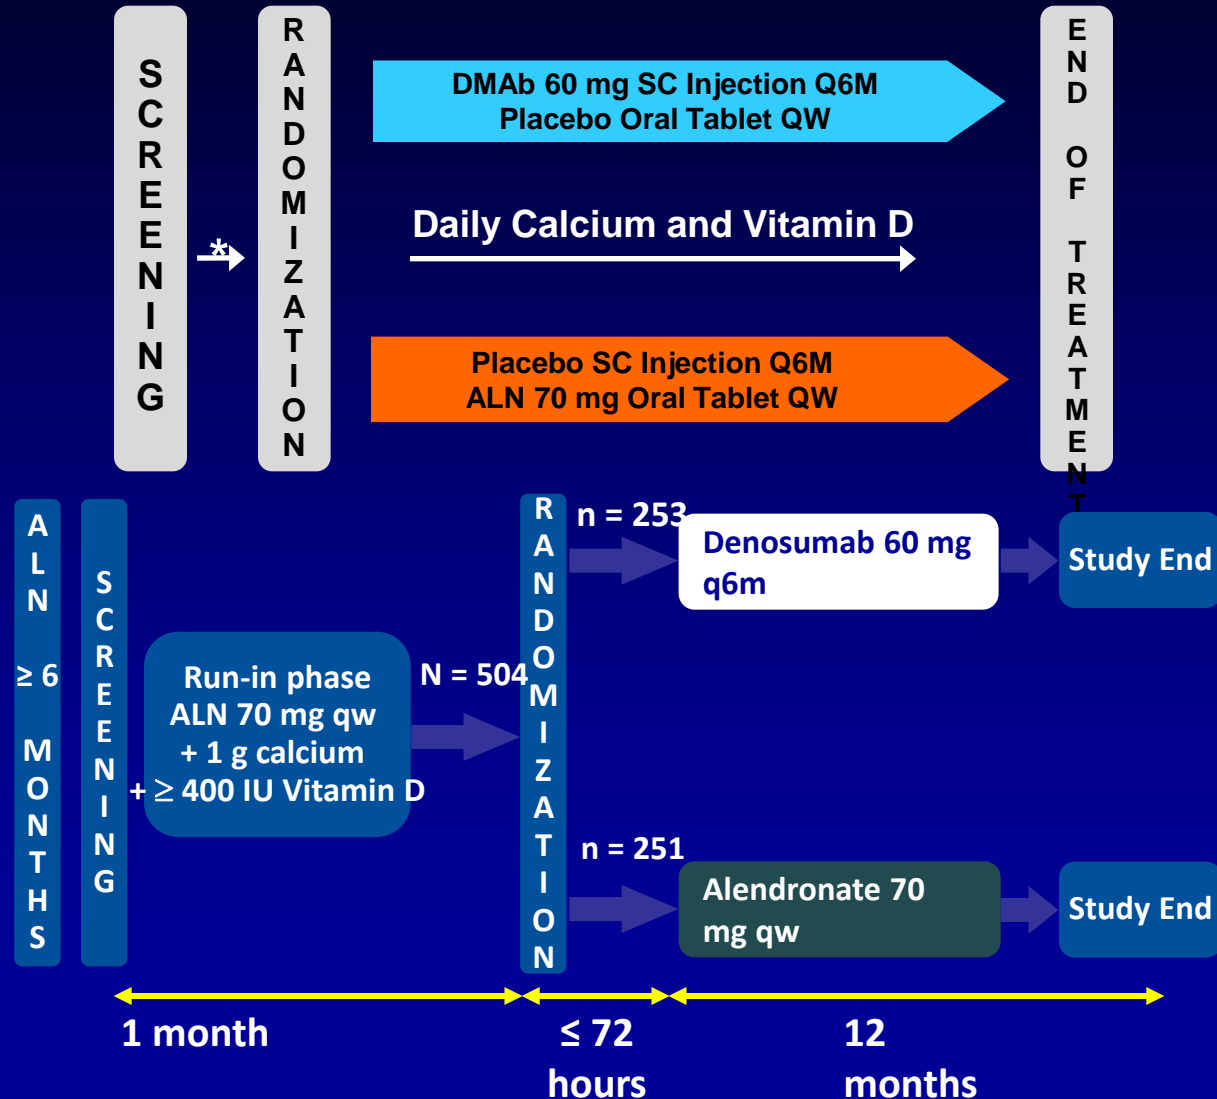 SCREENING
*
RANDOMIZATION
DMAb 60 mg SC Injection Q6M
Placebo Oral Tablet QW
Daily Calcium and Vitamin D
Placebo SC Injection Q6M
ALN 70 mg Oral Tablet QW
END OF TREATMENT
ALN ≥ 6 MONTHS
SCREENING
Run-in phase
ALN 70 mg qw
+ 1 g calcium
+ ≥ 400 IU Vitamin D
N = 504
RANDOMIZATION
n = 253
Denosumab 60 mg
q6m
Study End
n = 251
Alendronate 70
mg qw
Study End
1 month
≤ 72
hours
12
months